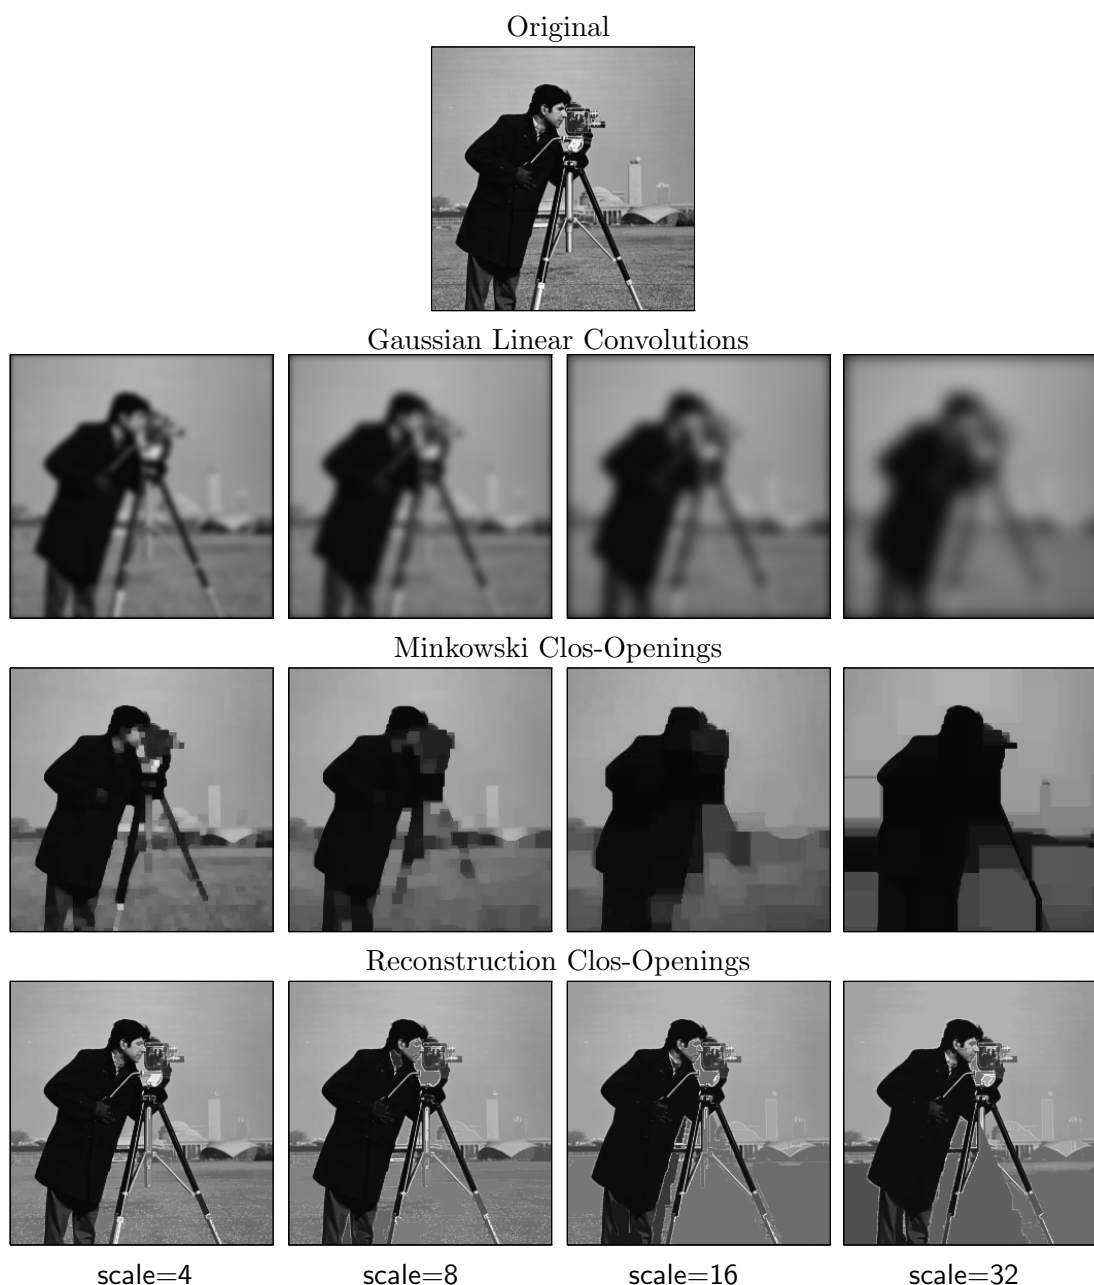 Original
Gaussian Linear Convolutions
Minkowski Clos-Openings
Reconstruction Clos-Openings
scale=4 scale=8 scale=16 scale=32